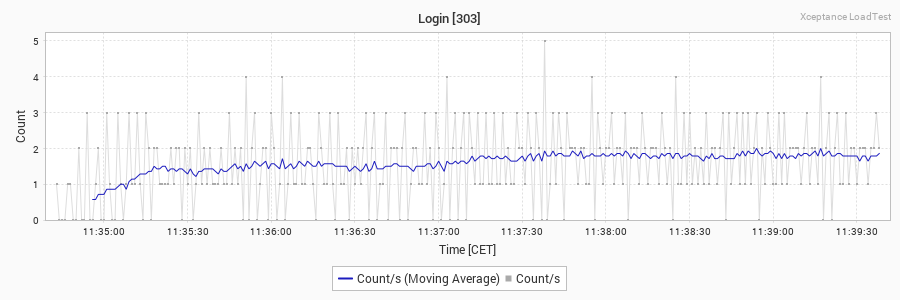 Login [303]
Xceptance LoadTest
Count
5
4
3
2
1
0
11:35:00 11:35:30 11:36:00 11:36:30 11:37:00 11:37:30 11:38:00 11:38:30 11:39:00 11:39:30
Time [CET]
Count/s (Moving Average) Count/s